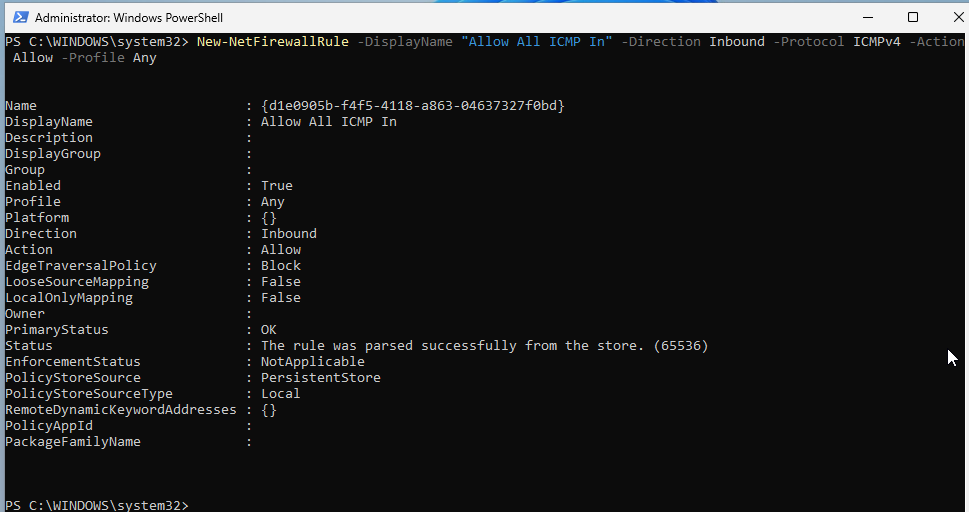 Administrator: Windows PowerShell
PS C:\WINDOWS\system32> New-NetFirewallRule -DisplayName "Allow All ICMP In" -Direction Inbound -Protocol ICMPv4 -Action
 Allow -Profile Any
Name                          : {d1e0905b-f4f5-4118-a863-04637327f0bd}
DisplayName                   : Allow All ICMP In
Description                   :
DisplayGroup                  :
Group                         :
Enabled                       : True
Profile                       : Any
Platform                      : {}
Direction                     : Inbound
Action                        : Allow
EdgeTraversalPolicy           : Block
LooseSourceMapping            : False
LocalOnlyMapping              : False
Owner                         :
PrimaryStatus                 : OK
Status                        : The rule was parsed successfully from the store. (65536)
EnforcementStatus             : NotApplicable
PolicyStoreSource             : PersistentStore
PolicyStoreSourceType         : Local
RemoteDynamicKeywordAddresses : {}
PolicyAppId                   :
PackageFamilyName             :
PS C:\WINDOWS\system32>